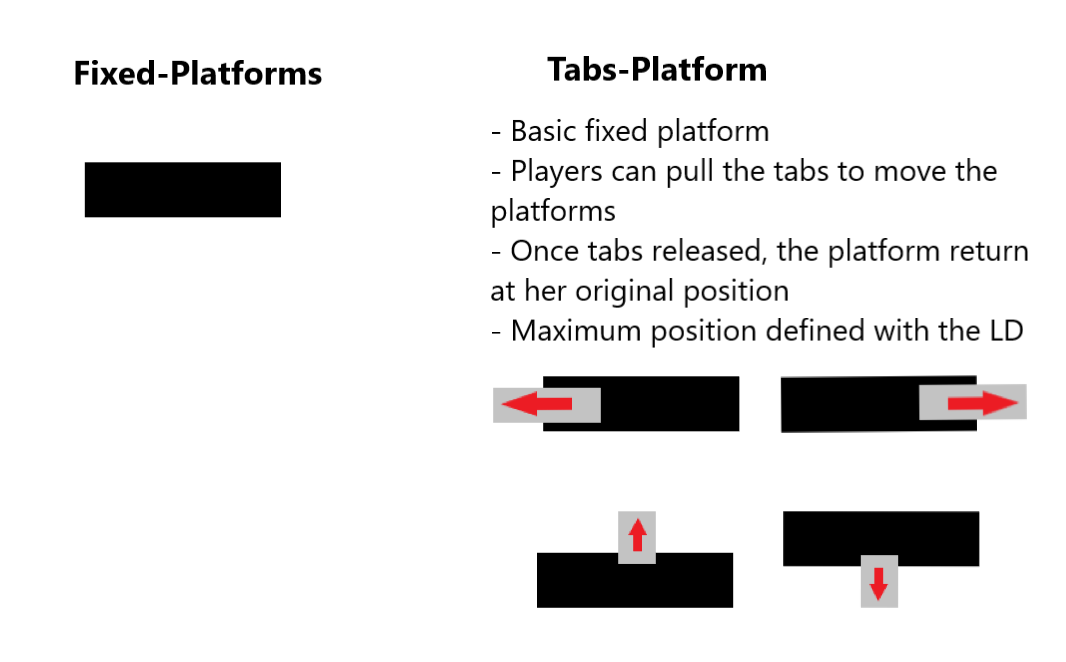 Fixed-Platforms
Tabs-Platform
- Basic fixed platform
- Players can pull the tabs to move the
platforms
- Once tabs released, the platform return
at her original position
- Maximum position defined with the LD